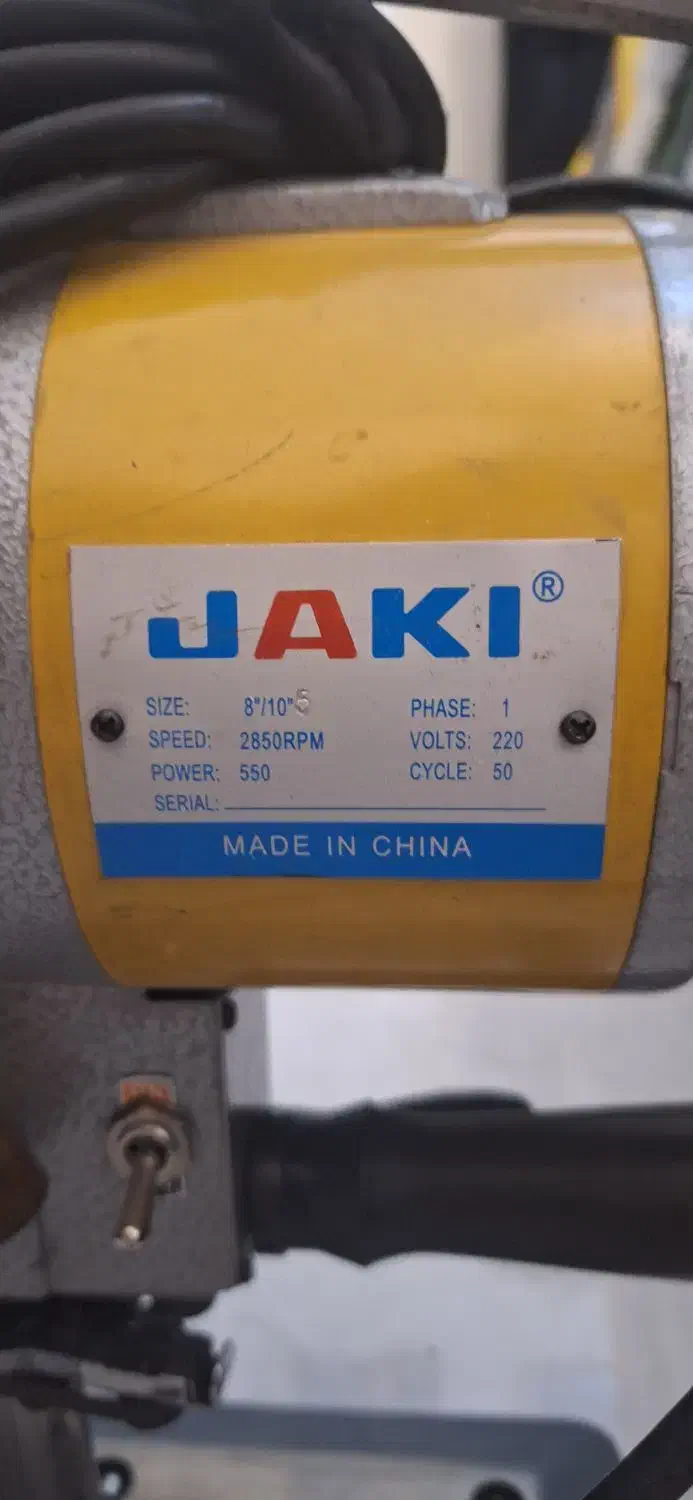 JAKI®
SIZE: 8"/10" PHASE: 1
SPEED: 2850RPM VOLTS: 220
POWER: 550 CYCLE: 50
SERIAL:
MADE IN CHINA